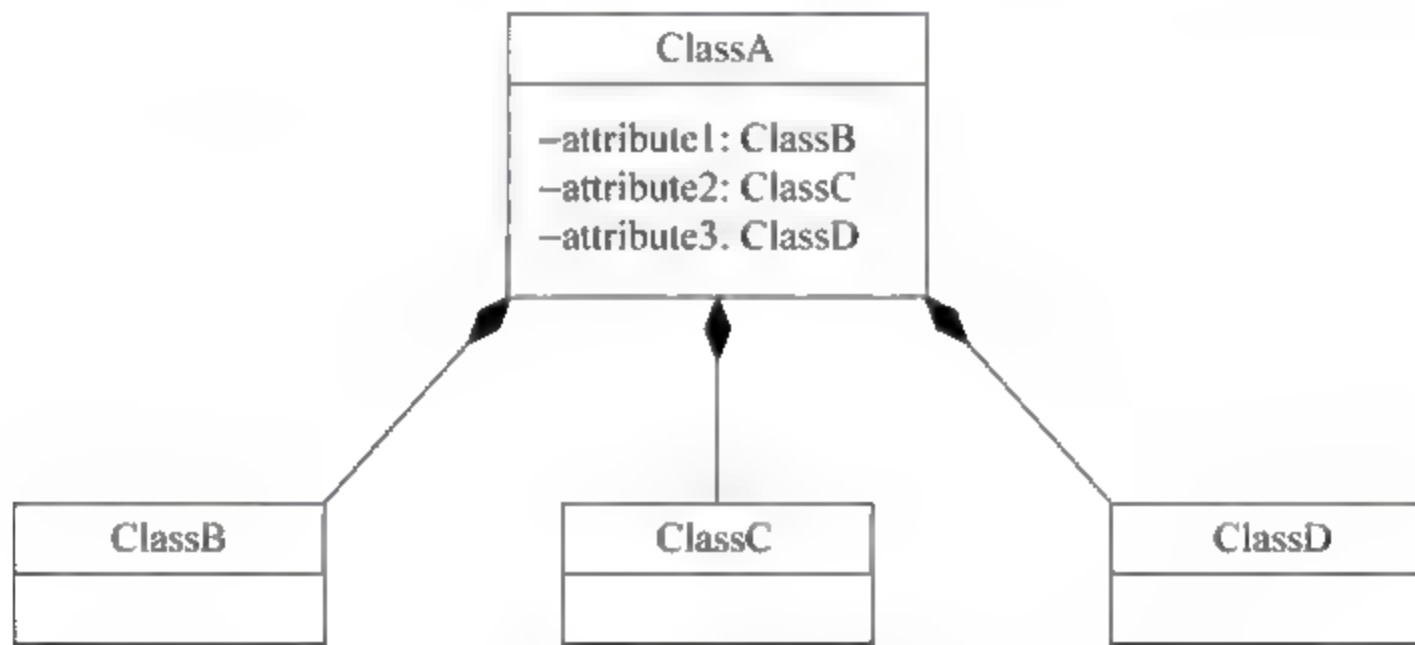 ClassA
–attribute1: ClassB
–attribute2: ClassC
–attribute3. ClassD
ClassB
ClassC
ClassD